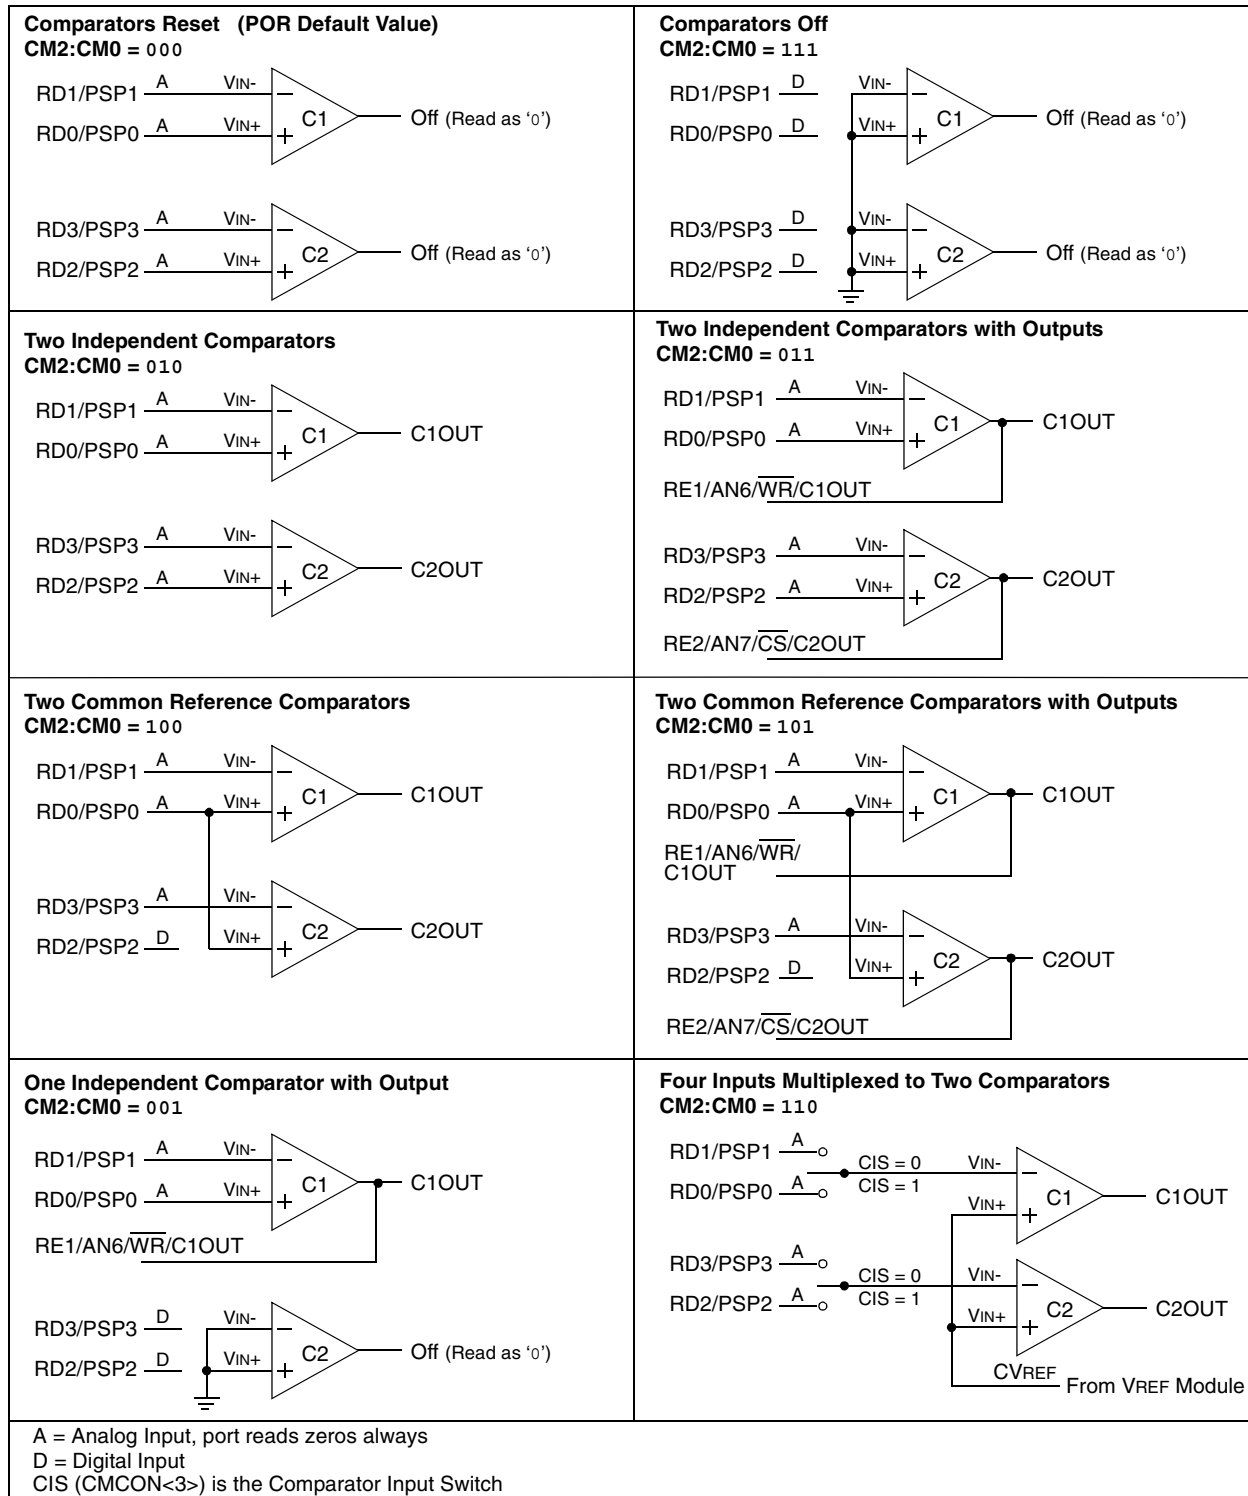 Comparators Reset (POR Default Value)
CM2:CM0 = 000
RD1/PSP1 A VIN-
RD0/PSP0 A VIN+
C1
Off (Read as ‘0’)
RD3/PSP3 A VIN-
RD2/PSP2 A VIN+
C2
Off (Read as ‘0’)
Comparators Off
CM2:CM0 = 111
RD1/PSP1 D VIN-
RD0/PSP0 D VIN+
C1
Off (Read as ‘0’)
RD3/PSP3 D VIN-
RD2/PSP2 D VIN+
C2
Off (Read as ‘0’)
Two Independent Comparators
CM2:CM0 = 010
RD1/PSP1 A VIN-
RD0/PSP0 A VIN+
C1
C1OUT
RD3/PSP3 A VIN-
RD2/PSP2 A VIN+
C2
C2OUT
Two Independent Comparators with Outputs
CM2:CM0 = 011
RD1/PSP1 A VIN-
RD0/PSP0 A VIN+
C1
C1OUT
RE1/AN6/WR/C1OUT
RD3/PSP3 A VIN-
RD2/PSP2 A VIN+
C2
C2OUT
RE2/AN7/CS/C2OUT
Two Common Reference Comparators
CM2:CM0 = 100
RD1/PSP1 A VIN-
RD0/PSP0 A VIN+
C1
C1OUT
RD3/PSP3 A VIN-
RD2/PSP2 D VIN+
C2
C2OUT
Two Common Reference Comparators with Outputs
CM2:CM0 = 101
RD1/PSP1 A VIN-
RD0/PSP0 A VIN+
C1
C1OUT
RE1/AN6/WR/
C1OUT
RD3/PSP3 A VIN-
RD2/PSP2 D VIN+
C2
C2OUT
RE2/AN7/CS/C2OUT
One Independent Comparator with Output
CM2:CM0 = 001
RD1/PSP1 A VIN-
RD0/PSP0 A VIN+
C1
C1OUT
RE1/AN6/WR/C1OUT
RD3/PSP3 D VIN-
RD2/PSP2 D VIN+
C2
Off (Read as ‘0’)
Four Inputs Multiplexed to Two Comparators
CM2:CM0 = 110
RD1/PSP1 A
CIS = 0 VIN-
RD0/PSP0 A CIS = 1
VIN+
C1
C1OUT
RD3/PSP3 A
CIS = 0 VIN-
RD2/PSP2 A CIS = 1
VIN+
C2
C2OUT
CVREF
From VREF Module
A = Analog Input, port reads zeros always
D = Digital Input
CIS (CMCON<3>) is the Comparator Input Switch